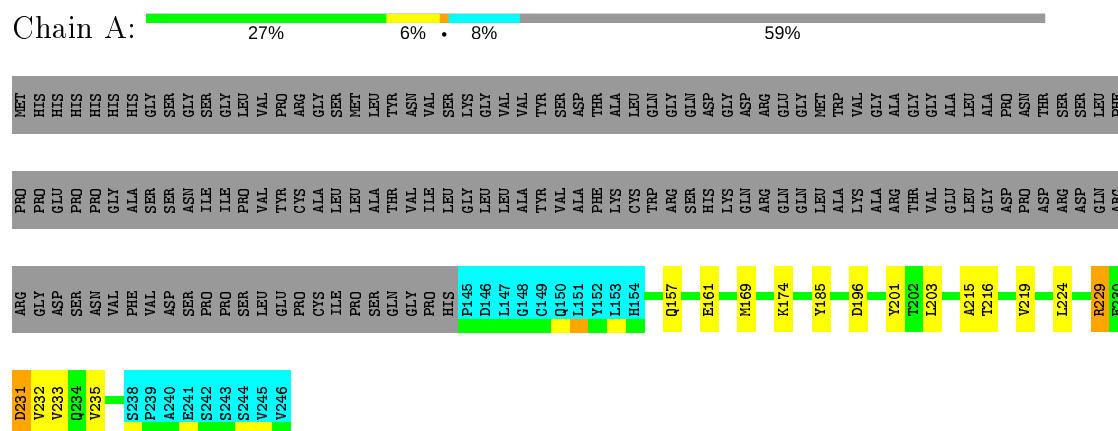 Chain A:
27% 6% • 8% 59%
MET HIS HIS HIS HIS HIS HIS GLY SER GLY SER GLY LEU VAL PRO ARG GLY SER MET LEU TYR ASN VAL SER LYS GLY VAL VAL TYR SER ASP THR ALA LEU GLN GLY GLN ASP GLY ASP ARG GLU GLY MET TRP VAL GLY ALA GLY GLY ALA LEU ALA PRO ASN THR SER SER LEU PHE
PRO PRO GLU PRO PRO GLY ALA SER SER ASN ILE ILE PRO VAL TYR CYS ALA LEU LEU ALA THR VAL ILE LEU GLY LEU LEU ALA TYR VAL ALA PHE LYS CYS TRP ARG SER HIS LYS GLN ARG GLN GLN LEU ALA LYS ALA ARG THR VAL GLU LEU GLY ASP PRO ASP ARG ASP GLN ARG
ARG GLY ASP SER ASN VAL PHE VAL ASP SER PRO PRO SER LEU GLU PRO CYS ILE PRO SER GLN GLY PRO HIS P145 D146 L147 G148 C149 Q150 L151 Y152 L153 H154 Q157 E161 M169 K174 Y185 D196 Y201 T202 L203 A215 T216 V219 L224 R229 E230
D231 V232 V233 Q234 V235 S238 P239 A240 E241 S242 S243 S244 V245 V246